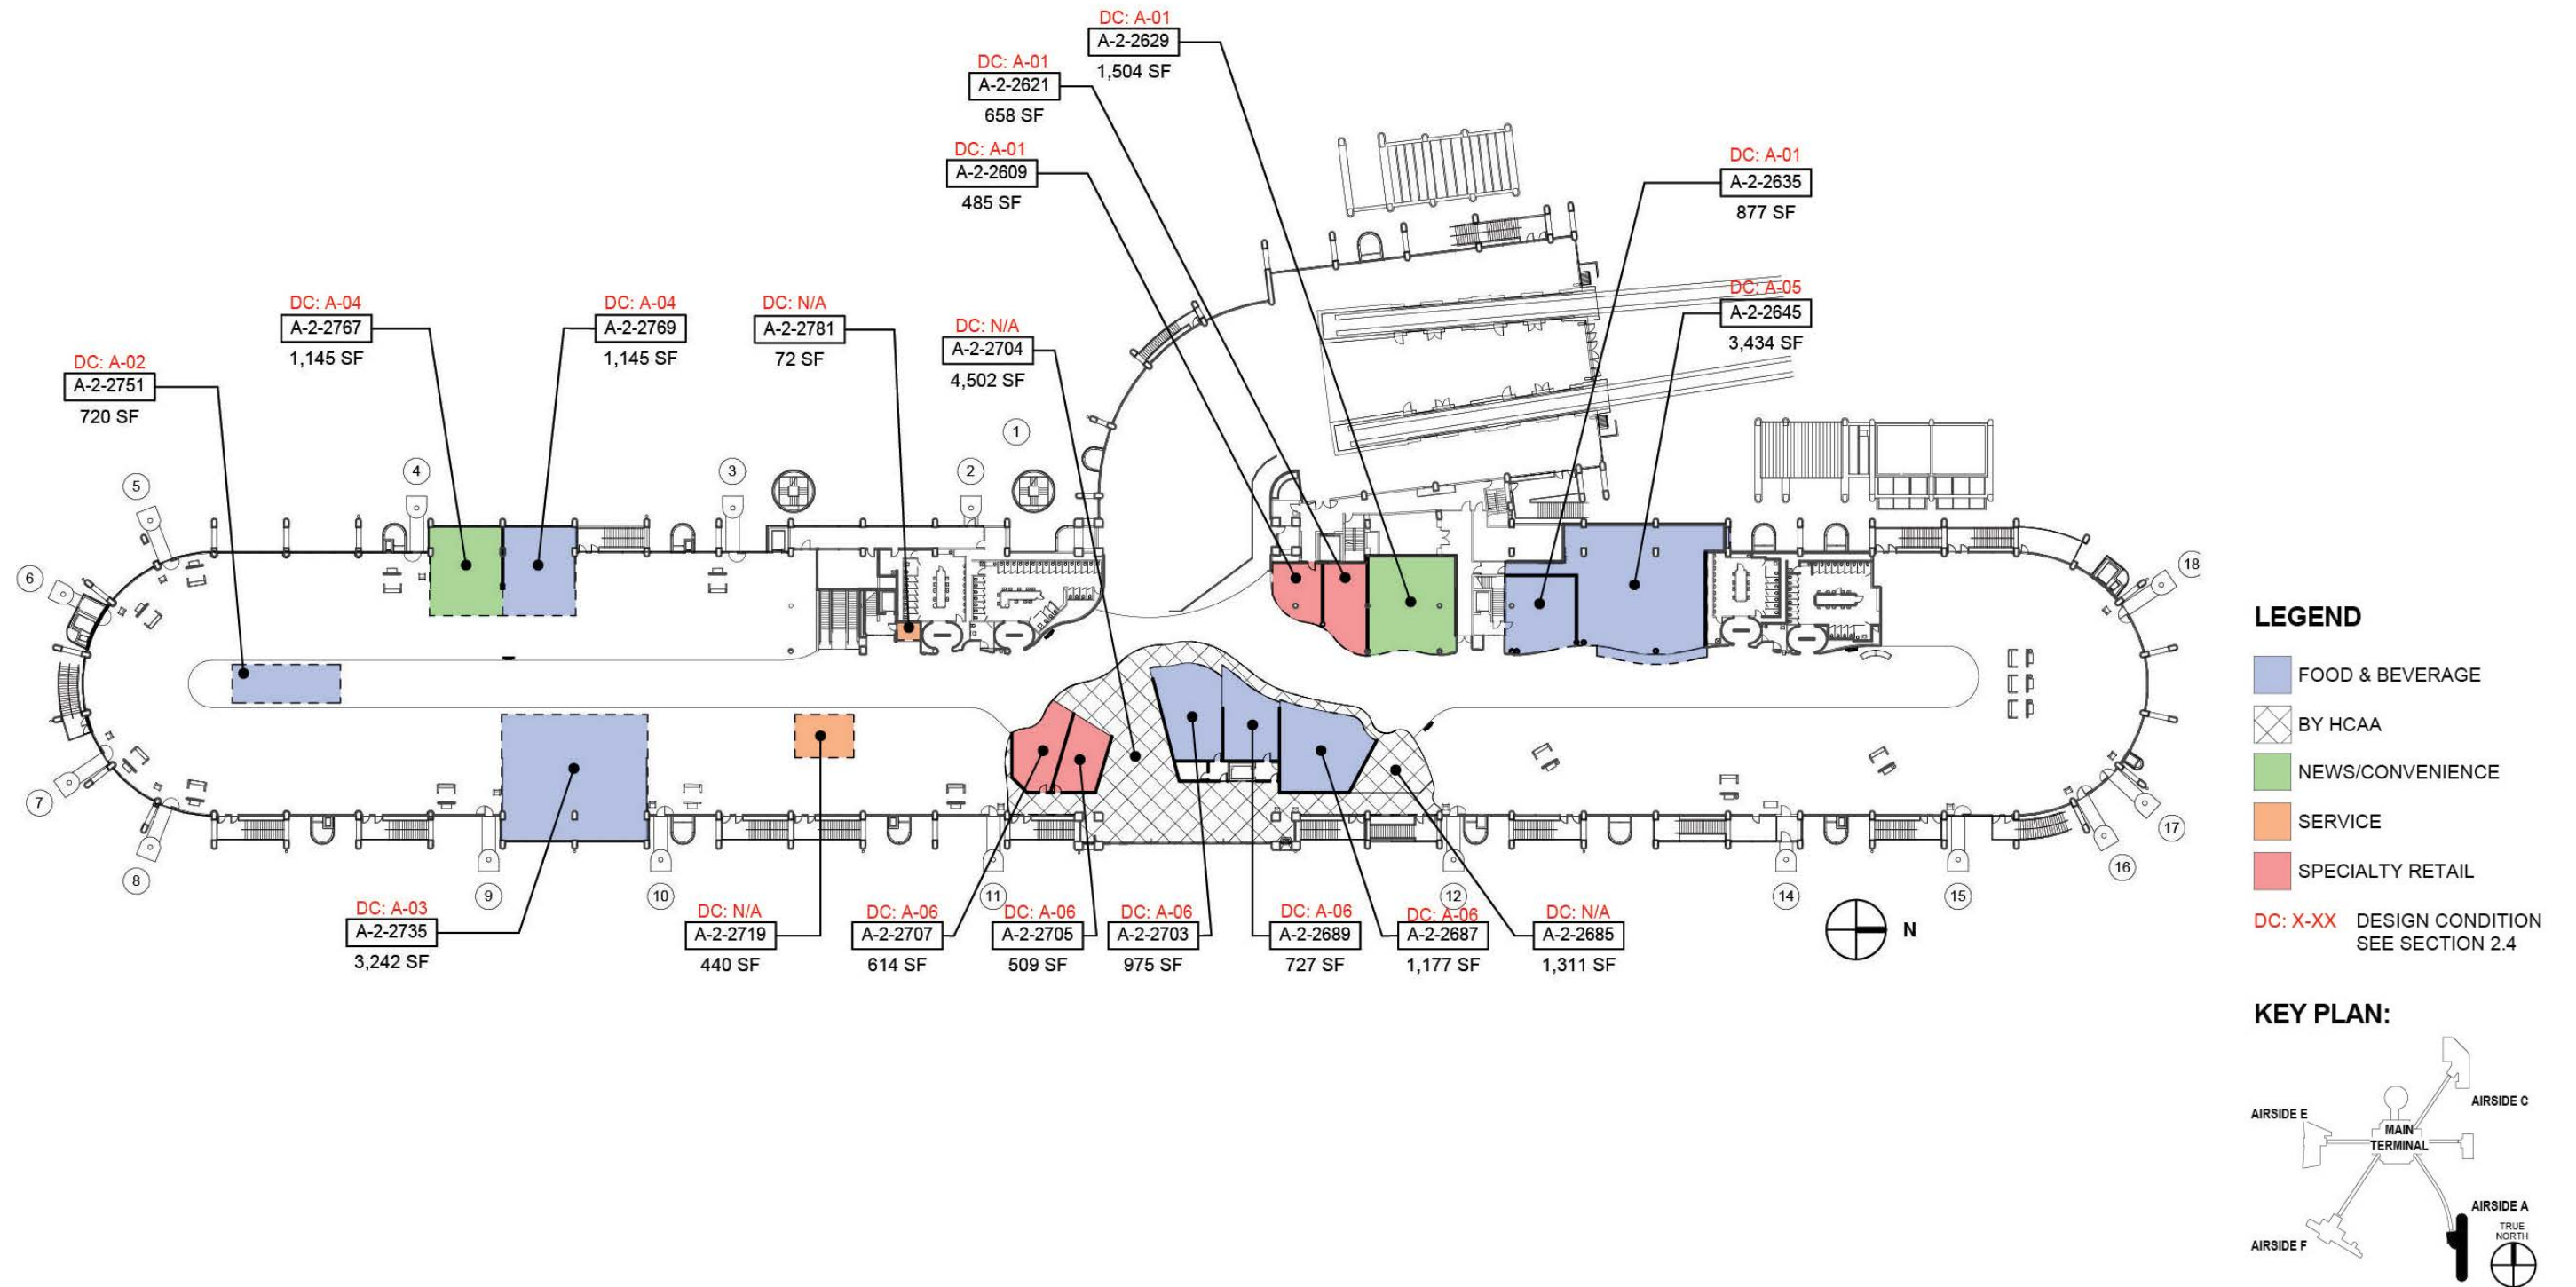 DC: A-01
A-2-2629
1,504 SF
DC: A-01
A-2-2621
658 SF
DC: A-01
A-2-2609
485 SF
DC: A-01
A-2-2635
877 SF
DC: A-05
A-2-2645
3,434 SF
DC: A-04
A-2-2767
1,145 SF
DC: A-04
A-2-2769
1,145 SF
DC: N/A
A-2-2781
72 SF
DC: N/A
A-2-2704
4,502 SF
DC: A-02
A-2-2751
720 SF
1
2
3
4
5
6
7
8
9
10
11
12
14
15
16
17
18
DC: A-03
A-2-2735
3,242 SF
DC: N/A
A-2-2719
440 SF
DC: A-06
A-2-2707
614 SF
DC: A-06
A-2-2705
509 SF
DC: A-06
A-2-2703
975 SF
DC: A-06
A-2-2689
727 SF
DC: A-06
A-2-2687
1,177 SF
DC: N/A
A-2-2685
1,311 SF
N
LEGEND
FOOD & BEVERAGE
BY HCAA
NEWS/CONVENIENCE
SERVICE
SPECIALTY RETAIL
DC: X-XX DESIGN CONDITION
SEE SECTION 2.4
KEY PLAN:
AIRSIDE C
AIRSIDE E
MAIN
TERMINAL
AIRSIDE A
TRUE
NORTH
AIRSIDE F